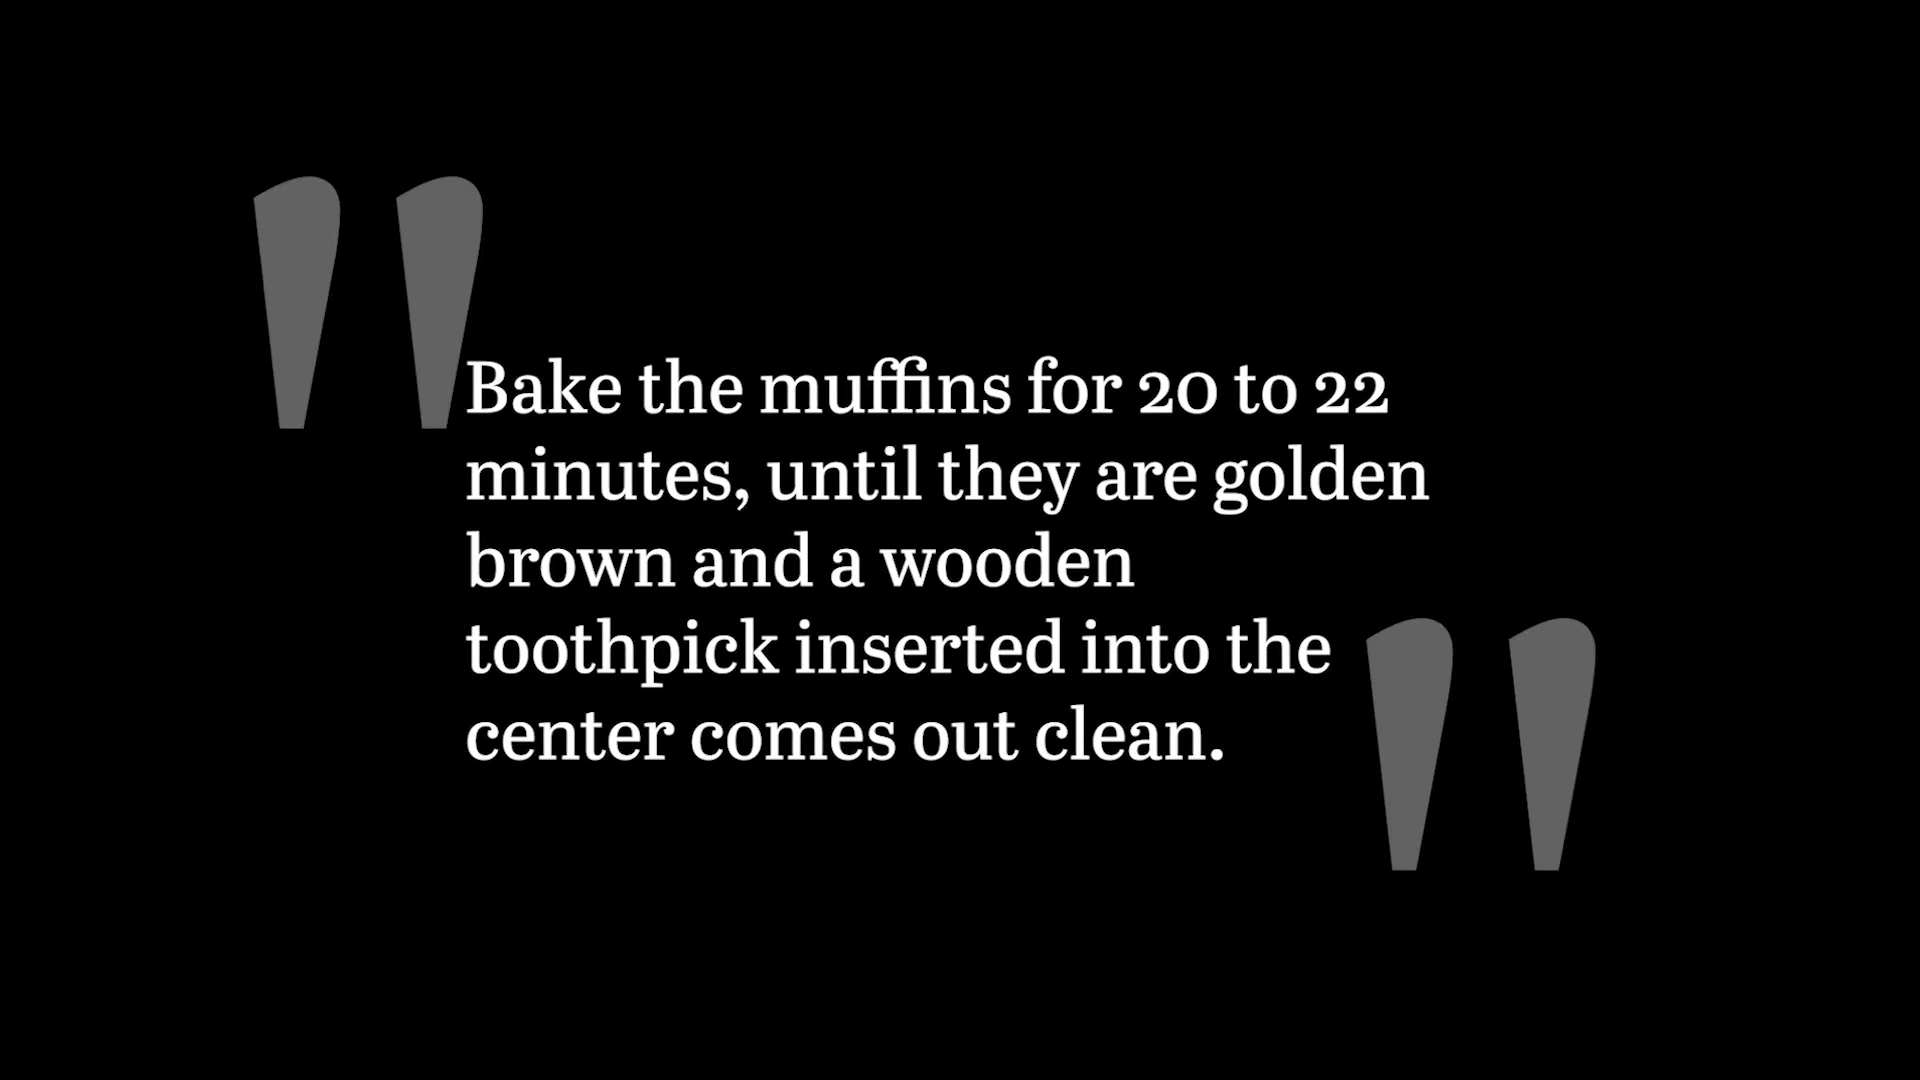 "Bake the muffins for 20 to 22
minutes, until they are golden
brown and a wooden
toothpick inserted into the
center comes out clean."